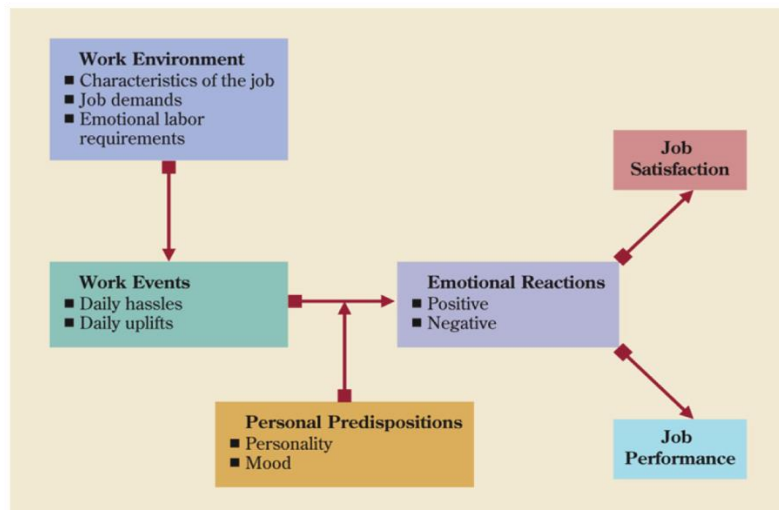 Work Environment
■ Characteristics of the job
■ Job demands
■ Emotional labor
requirements
Job
Satisfaction
Work Events
■ Daily hassles
■ Daily uplifts
Emotional Reactions
■ Positive
■ Negative
Personal Predispositions
■ Personality
■ Mood
Job
Performance